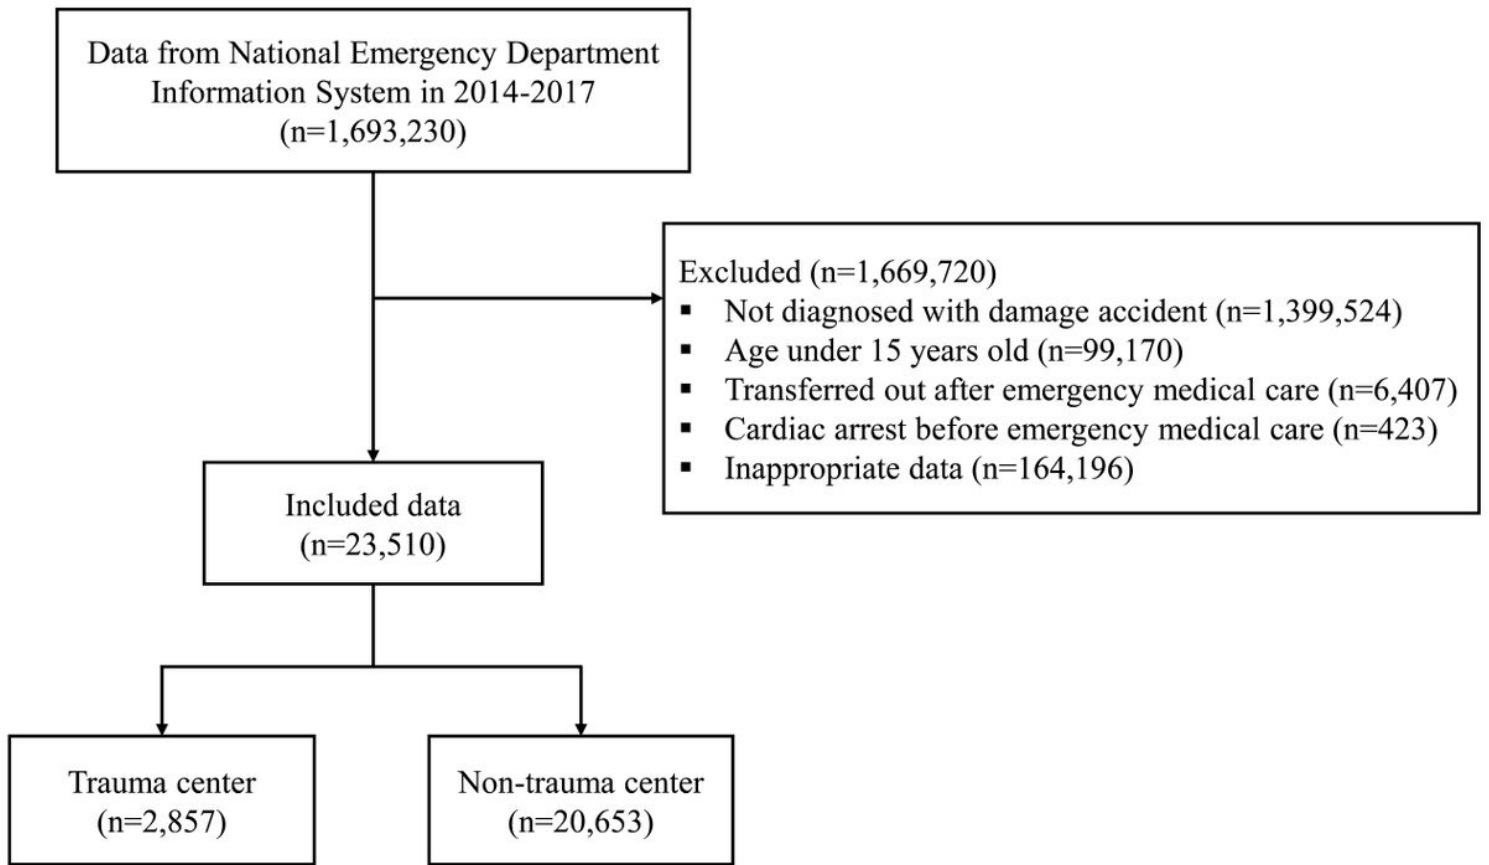 Data from National Emergency Department
Information System in 2014-2017
(n=1,693,230)
Excluded (n=1,669,720)
▪ Not diagnosed with damage accident (n=1,399,524)
▪ Age under 15 years old (n=99,170)
▪ Transferred out after emergency medical care (n=6,407)
▪ Cardiac arrest before emergency medical care (n=423)
▪ Inappropriate data (n=164,196)
Included data
(n=23,510)
Trauma center
(n=2,857)
Non-trauma center
(n=20,653)